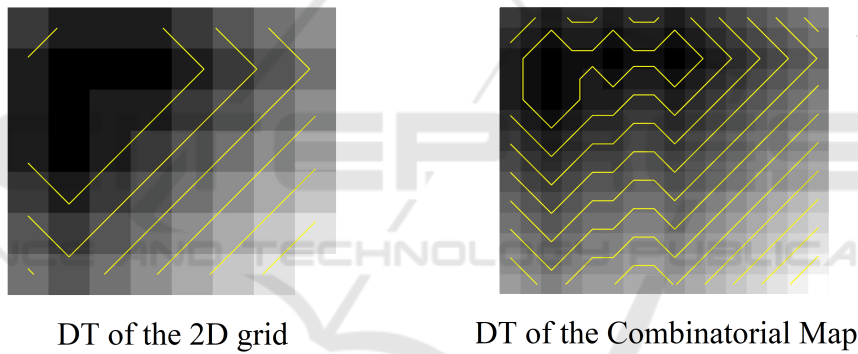 DT of the 2D grid
DT of the Combinatorial Map